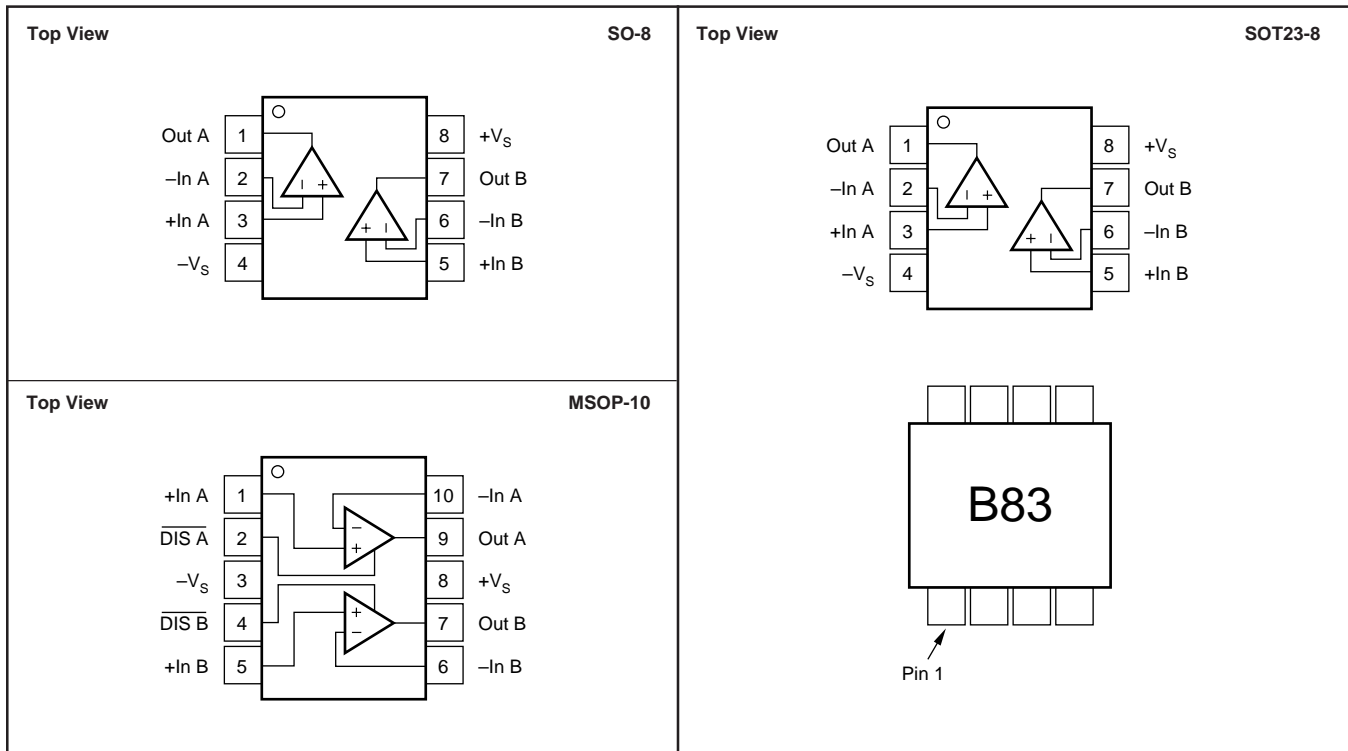 Top View SO-8
Out A 1 8 +VS
–In A 2 7 Out B
+In A 3 6 –In B
–VS 4 5 +In B
– + + –
Top View MSOP-10
+In A 1 10 –In A
DIS A 2 9 Out A
–VS 3 8 +VS
DIS B 4 7 Out B
+In B 5 6 –In B
– + + –
Top View SOT23-8
Out A 1 8 +VS
–In A 2 7 Out B
+In A 3 6 –In B
–VS 4 5 +In B
– + + –
B83
Pin 1